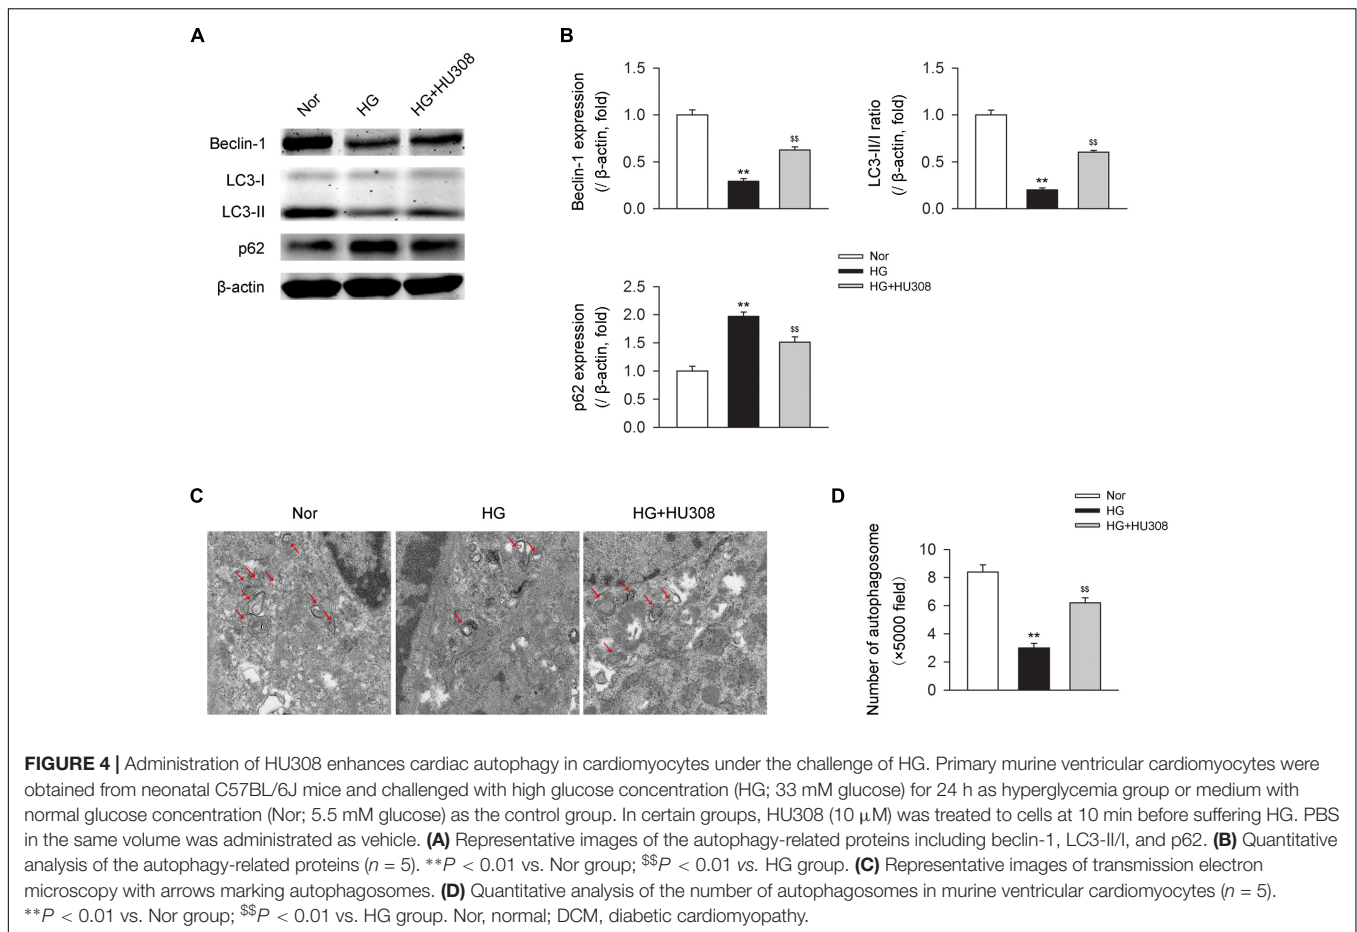 A
Nor
HG
HG+HU308
Beclin-1
LC3-I
LC3-II
p62
β-actin
B
Beclin-1 expression
(/ β-actin, fold)
1.5
1.0
0.5
0.0
**
$$
LC3-II/I ratio
(/ β-actin, fold)
1.5
1.0
0.5
0.0
**
$$
Nor
HG
HG+HU308
p62 expression
(/ β-actin, fold)
2.5
2.0
1.5
1.0
0.5
0.0
**
$$
C
Nor
HG
HG+HU308
D
Nor
HG
HG+HU308
Number of autophagosome
(×5000 field)
10
8
6
4
2
0
**
$$
FIGURE 4 | Administration of HU308 enhances cardiac autophagy in cardiomyocytes under the challenge of HG. Primary murine ventricular cardiomyocytes were
obtained from neonatal C57BL/6J mice and challenged with high glucose concentration (HG; 33 mM glucose) for 24 h as hyperglycemia group or medium with
normal glucose concentration (Nor; 5.5 mM glucose) as the control group. In certain groups, HU308 (10 μM) was treated to cells at 10 min before suffering HG. PBS
in the same volume was administrated as vehicle. (A) Representative images of the autophagy-related proteins including beclin-1, LC3-II/I, and p62. (B) Quantitative
analysis of the autophagy-related proteins (n = 5). **P < 0.01 vs. Nor group; $$P < 0.01 vs. HG group. (C) Representative images of transmission electron
microscopy with arrows marking autophagosomes. (D) Quantitative analysis of the number of autophagosomes in murine ventricular cardiomyocytes (n = 5).
**P < 0.01 vs. Nor group; $$P < 0.01 vs. HG group. Nor, normal; DCM, diabetic cardiomyopathy.